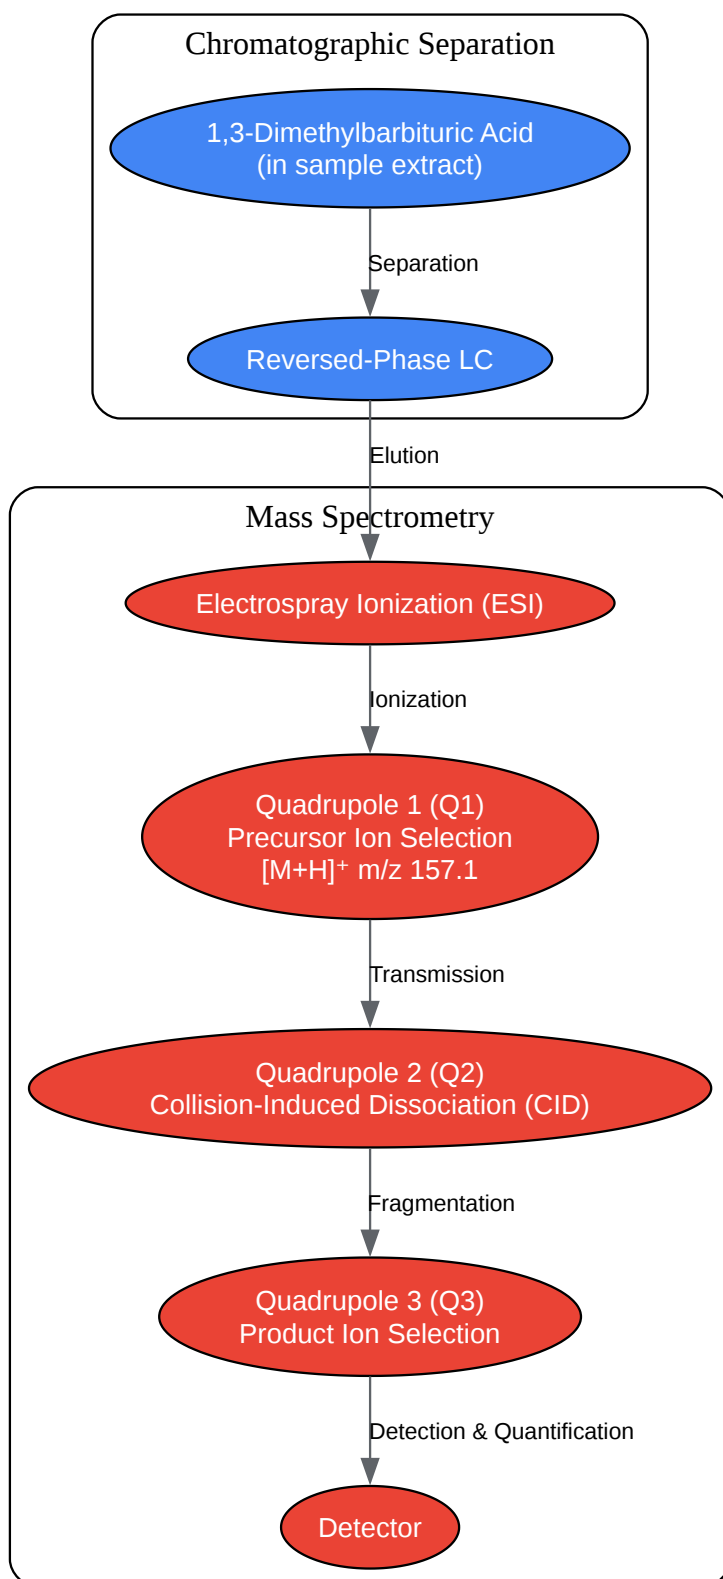 Chromatographic Separation
1,3-Dimethylbarbituric Acid
(in sample extract)
Separation
Reversed-Phase LC
Elution
Mass Spectrometry
Electrospray Ionization (ESI)
Ionization
Quadrupole 1 (Q1)
Precursor Ion Selection
[M+H]⁺ m/z 157.1
Transmission
Quadrupole 2 (Q2)
Collision-Induced Dissociation (CID)
Fragmentation
Quadrupole 3 (Q3)
Product Ion Selection
Detection & Quantification
Detector